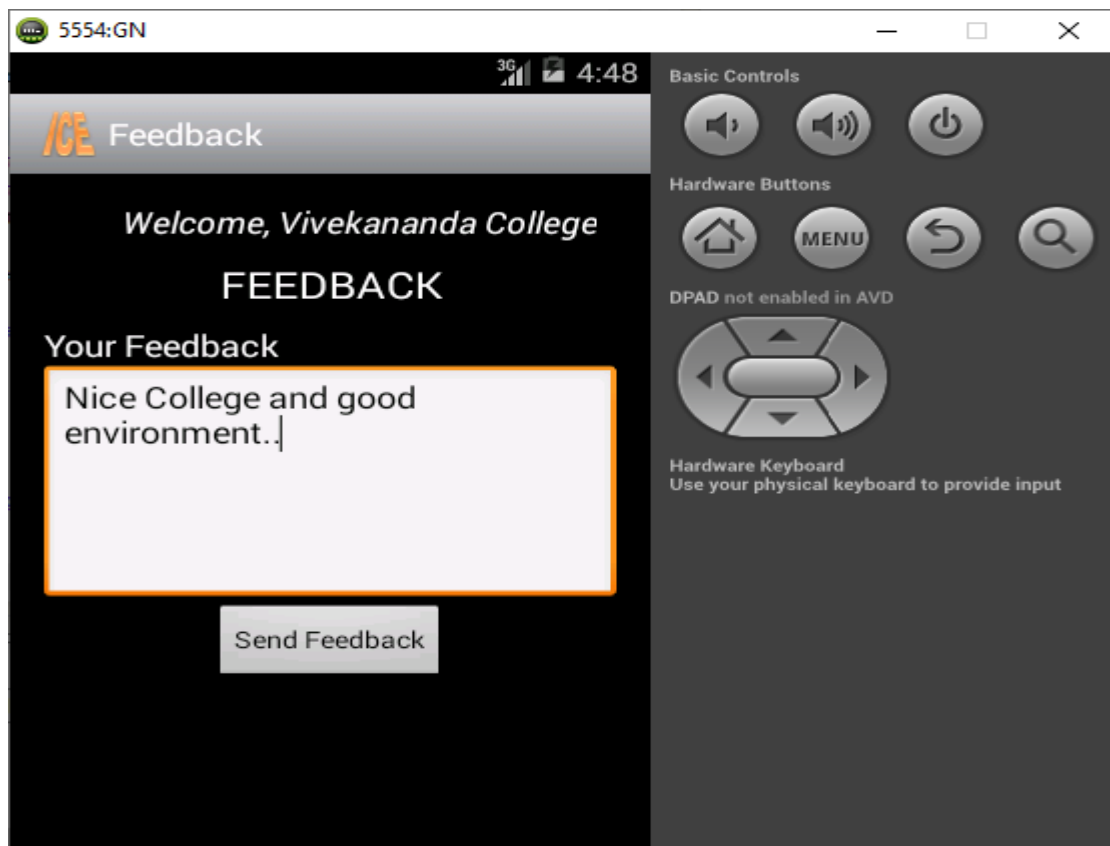 5554:GN
3G 4:48
ICE Feedback
Welcome, Vivekananda College
FEEDBACK
Your Feedback
Nice College and good
environment..
Send Feedback
Basic Controls
Hardware Buttons
MENU
DPAD not enabled in AVD
Hardware Keyboard
Use your physical keyboard to provide input